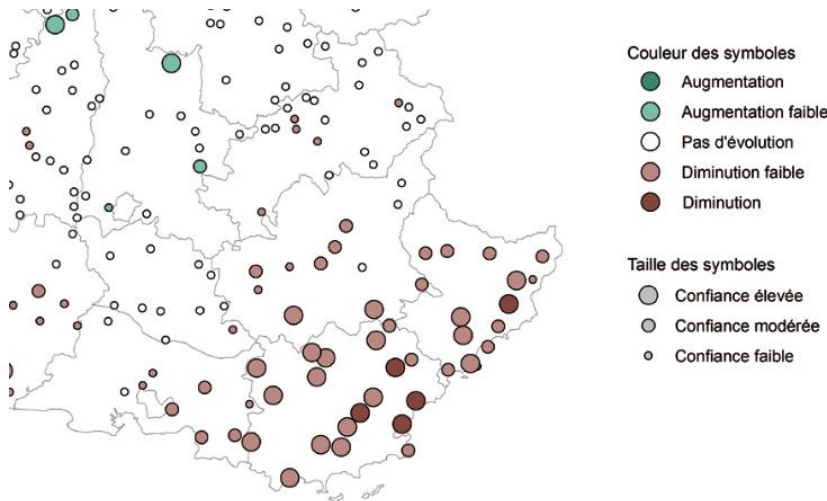 Couleur des symboles
Augmentation
Augmentation faible
Pas d'évolution
Diminution faible
Diminution
Taille des symboles
Confiance élevée
Confiance modérée
Confiance faible